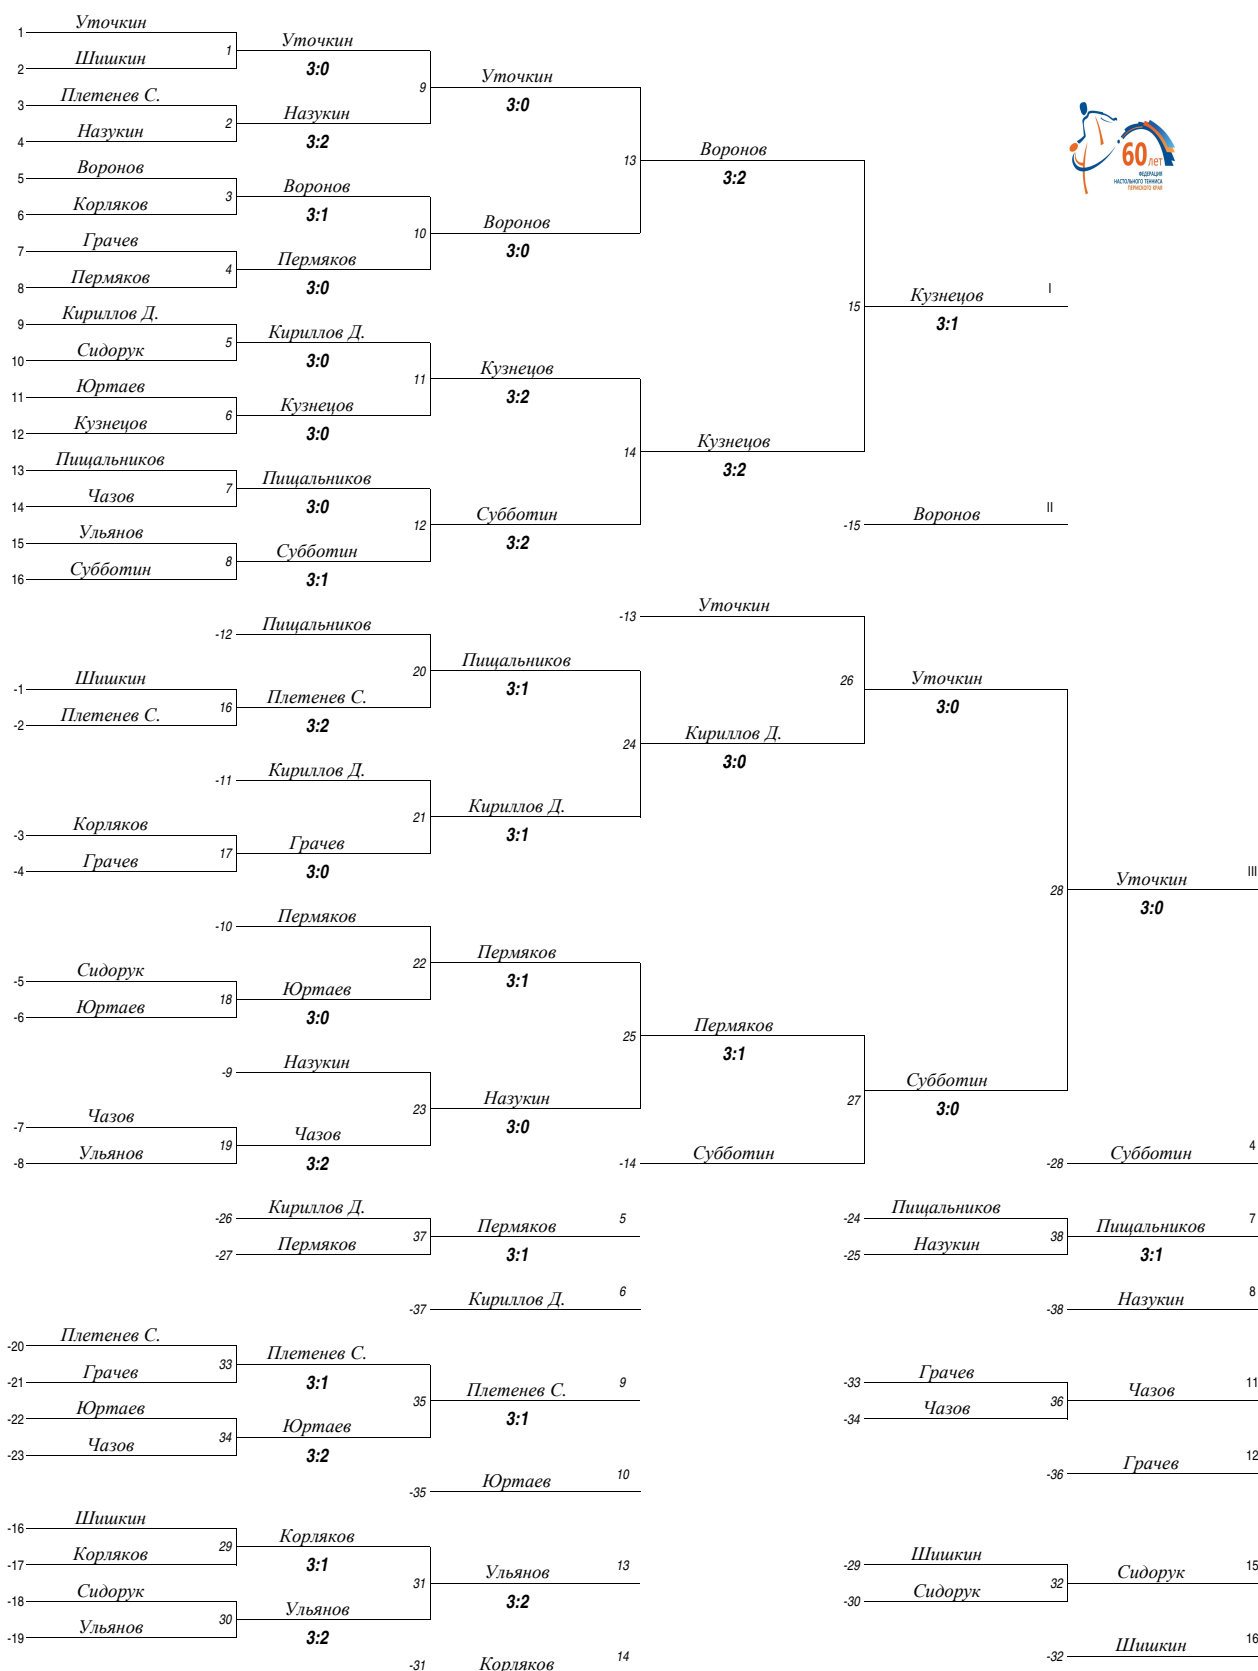 Уточкин
1
Шишкин
2
1
Уточкин
3:0
Плетенев С.
3
Назукин
4
2
Назукин
3:2
9
Уточкин
3:0
Воронов
5
Корляков
6
3
Воронов
3:1
Грачев
7
Пермяков
8
4
Пермяков
3:0
10
Воронов
3:0
13
Воронов
3:2
60 лет
ФЕДЕРАЦИЯ
НАСТОЛЬНОГО ТЕННИСА
ПЕРМСКОГО КРАЯ
Кириллов Д.
9
Сидорук
10
5
Кириллов Д.
3:0
Юртаев
11
Кузнецов
12
6
Кузнецов
3:0
11
Кузнецов
3:2
Пищальников
13
Чазов
14
7
Пищальников
3:0
Ульянов
15
Субботин
16
8
Субботин
3:1
12
Субботин
3:2
14
Кузнецов
3:2
15
Кузнецов
I
3:1
-15
Воронов
II
-12
Пищальников
-1
Шишкин
-2
Плетенев С.
16
Плетенев С.
3:2
20
Пищальников
3:1
-11
Кириллов Д.
-3
Корляков
-4
Грачев
17
Грачев
3:0
21
Кириллов Д.
3:1
24
Кириллов Д.
3:0
-13
Уточкин
26
Уточкин
3:0
-10
Пермяков
-5
Сидорук
-6
Юртаев
18
Юртаев
3:0
22
Пермяков
3:1
-9
Назукин
-7
Чазов
-8
Ульянов
19
Чазов
3:2
23
Назукин
3:0
25
Пермяков
3:1
-14
Субботин
27
Субботин
3:0
28
Уточкин
III
3:0
-28
Субботин
4
-26
Кириллов Д.
-27
Пермяков
37
Пермяков
5
3:1
-37
Кириллов Д.
6
-24
Пищальников
-25
Назукин
38
Пищальников
7
3:1
-38
Назукин
8
-20
Плетенев С.
-21
Грачев
33
Плетенев С.
3:1
-22
Юртаев
-23
Чазов
34
Юртаев
3:2
35
Плетенев С.
9
3:1
-35
Юртаев
10
-33
Грачев
-34
Чазов
36
Чазов
11
-36
Грачев
12
-16
Шишкин
-17
Корляков
29
Корляков
3:1
-18
Сидорук
-19
Ульянов
30
Ульянов
3:2
31
Ульянов
13
3:2
-31
Корляков
14
-29
Шишкин
-30
Сидорук
32
Сидорук
15
-32
Шишкин
16